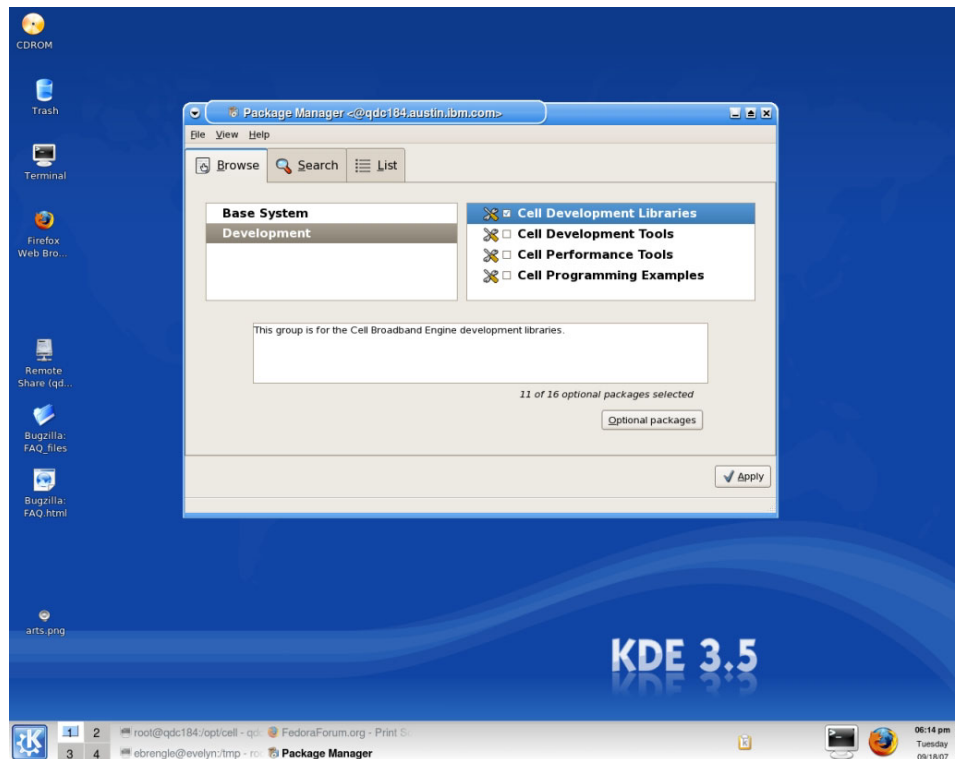 CDROM
Trash
Terminal
Firefox
Web Bro...
Remote
Share (qd...
Bugzilla:
FAQ_files
Bugzilla:
FAQ.html
arts.png
Package Manager <@qdc184.austin.ibm.com>
File View Help
Browse Search List
Base System
Development
Cell Development Libraries
Cell Development Tools
Cell Performance Tools
Cell Programming Examples
This group is for the Cell Broadband Engine development libraries.
11 of 16 optional packages selected
Optional packages
Apply
KDE 3.5
K
1 2
3 4
root@qdc184:/opt/cell - qdc
FedoraForum.org - Print
ebrengle@evelyn:/tmp -
Package Manager
06:14 pm
Tuesday
09/18/07